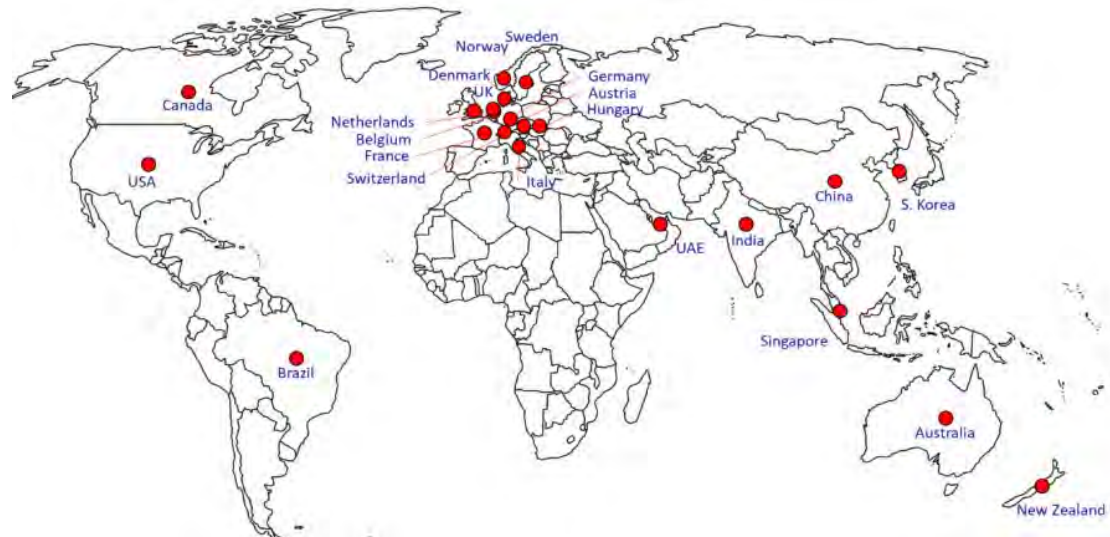 Sweden
Norway
Denmark
Germany
UK
Austria
Canada
Hungary
Netherlands
Belgium
France
USA
Switzerland
Italy
China
S. Korea
UAE
India
Singapore
Brazil
Australia
New Zealand